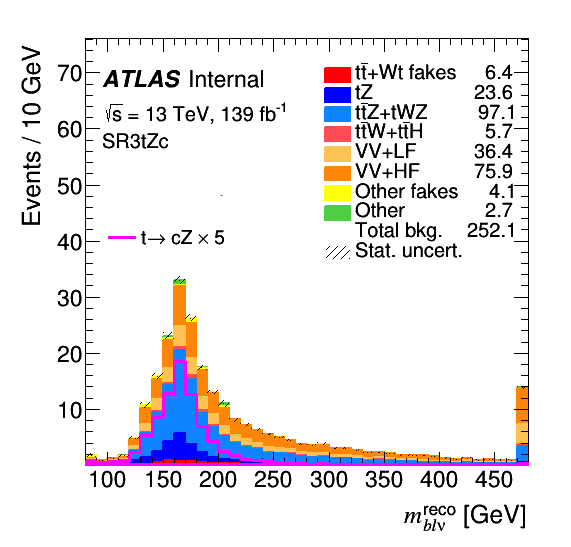 ATLAS Internal
√s = 13 TeV, 139 fb⁻¹
SR3tZc
t→ cZ × 5
tt̄+Wt fakes 6.4
tZ 23.6
tt̄Z+tWZ 97.1
tt̄W+tt̄H 5.7
VV+LF 36.4
VV+HF 75.9
Other fakes 4.1
Other 2.7
Total bkg. 252.1
Stat. uncert.
Events / 10 GeV
70
60
50
40
30
20
10
100 150 200 250 300 350 400 450
m_{blν}^{reco} [GeV]